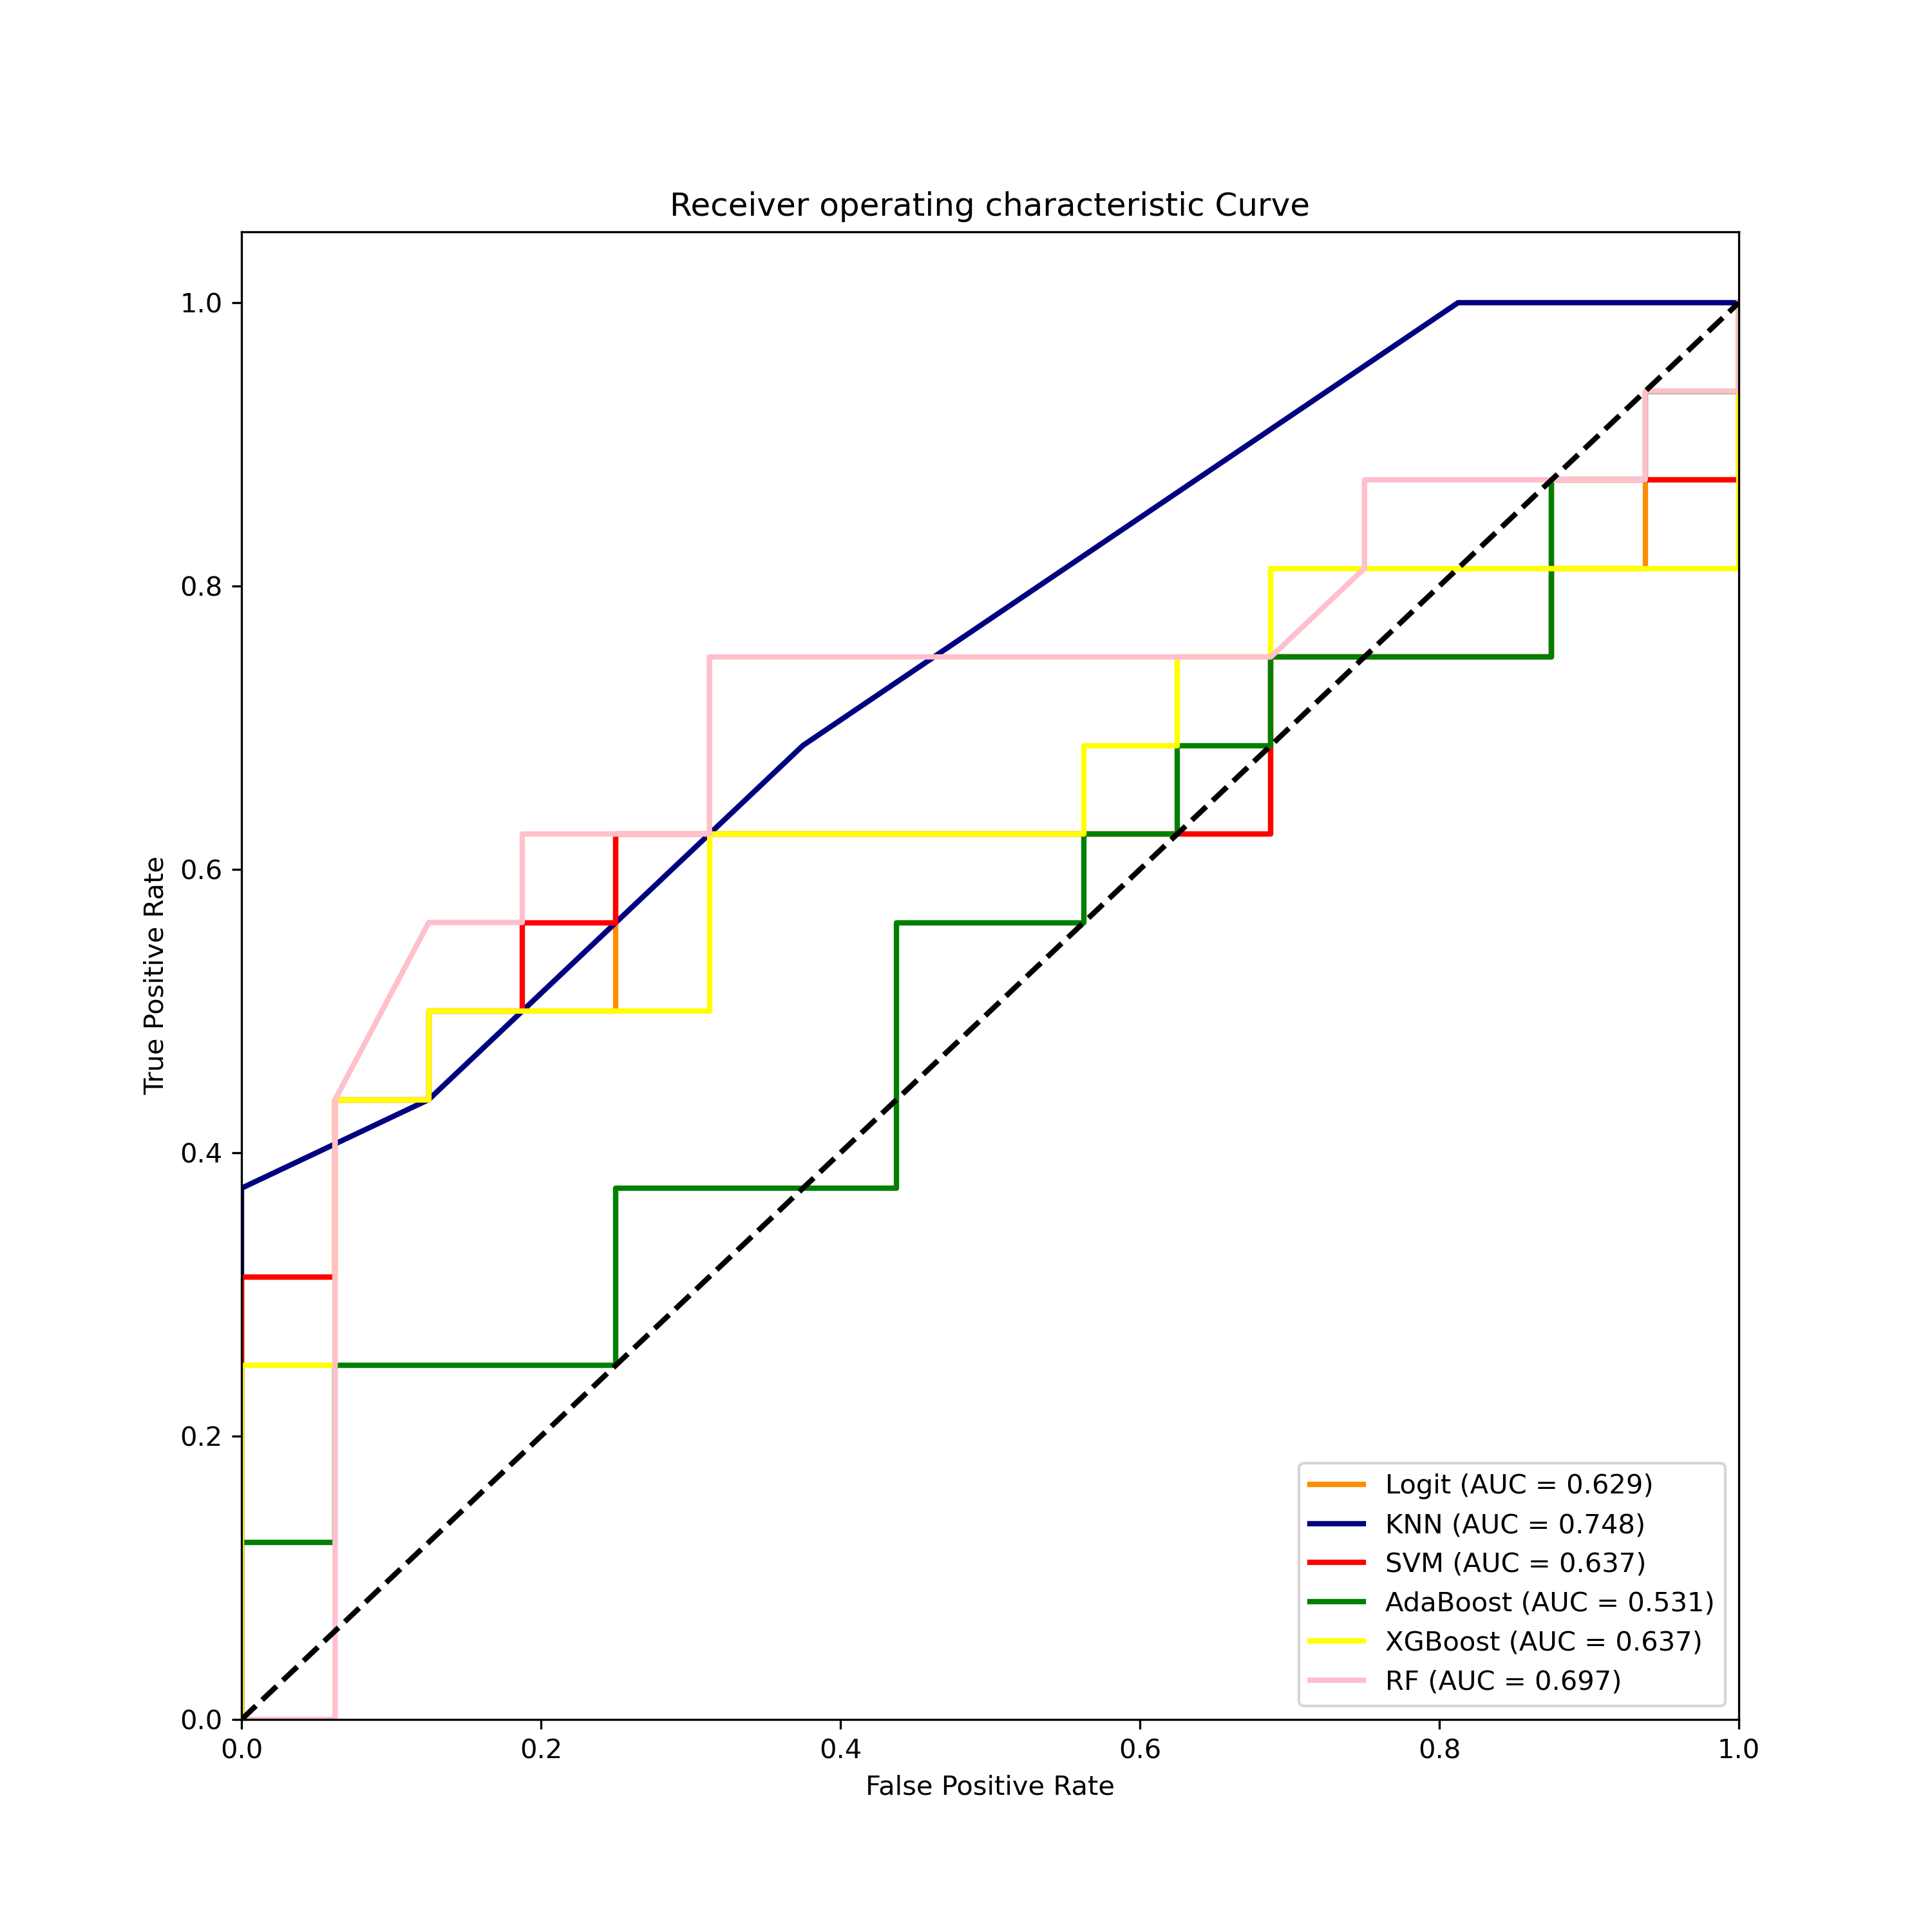 Receiver operating characteristic Curve
1.0
0.8
0.6
0.4
0.2
0.0
True Positive Rate
0.0 0.2 0.4 0.6 0.8 1.0
False Positive Rate
Logit (AUC = 0.629)
KNN (AUC = 0.748)
SVM (AUC = 0.637)
AdaBoost (AUC = 0.531)
XGBoost (AUC = 0.637)
RF (AUC = 0.697)